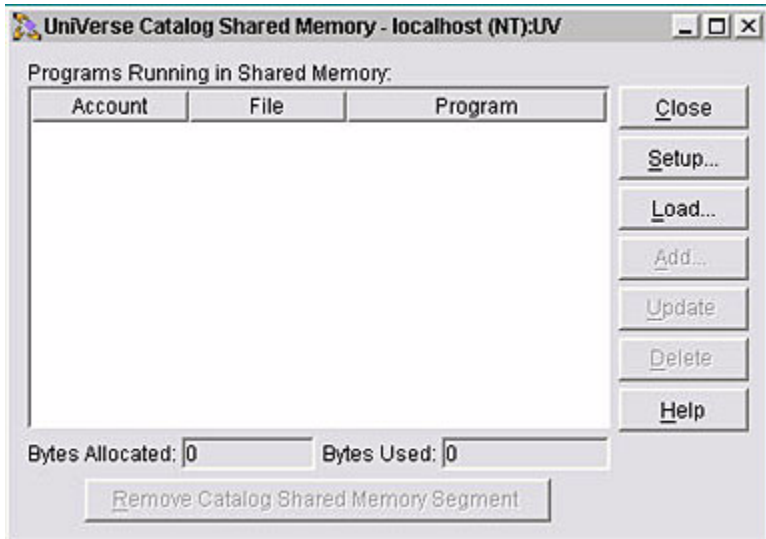 UniVerse Catalog Shared Memory - localhost (NT):UV
Programs Running in Shared Memory:
Account File Program
Close
Setup...
Load...
Add...
Update
Delete
Help
Bytes Allocated: 0 Bytes Used: 0
Remove Catalog Shared Memory Segment